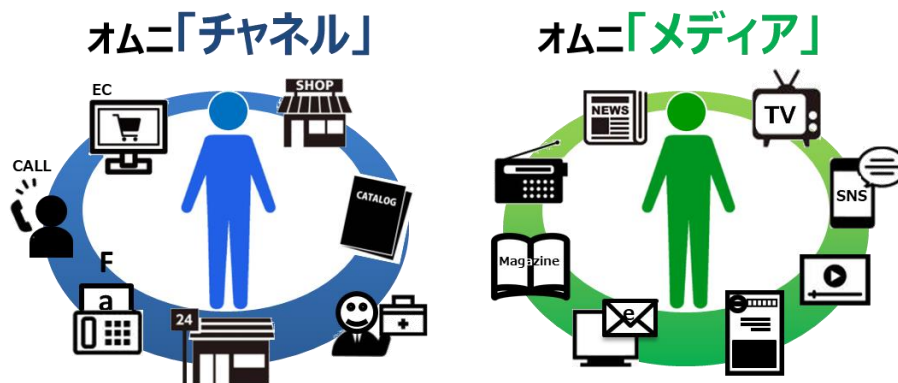 オムニ「チャネル」
EC
SHOP
CALL
CATALOG
F
a
24
オムニ「メディア」
NEWS
TV
SNS
Magazine
e